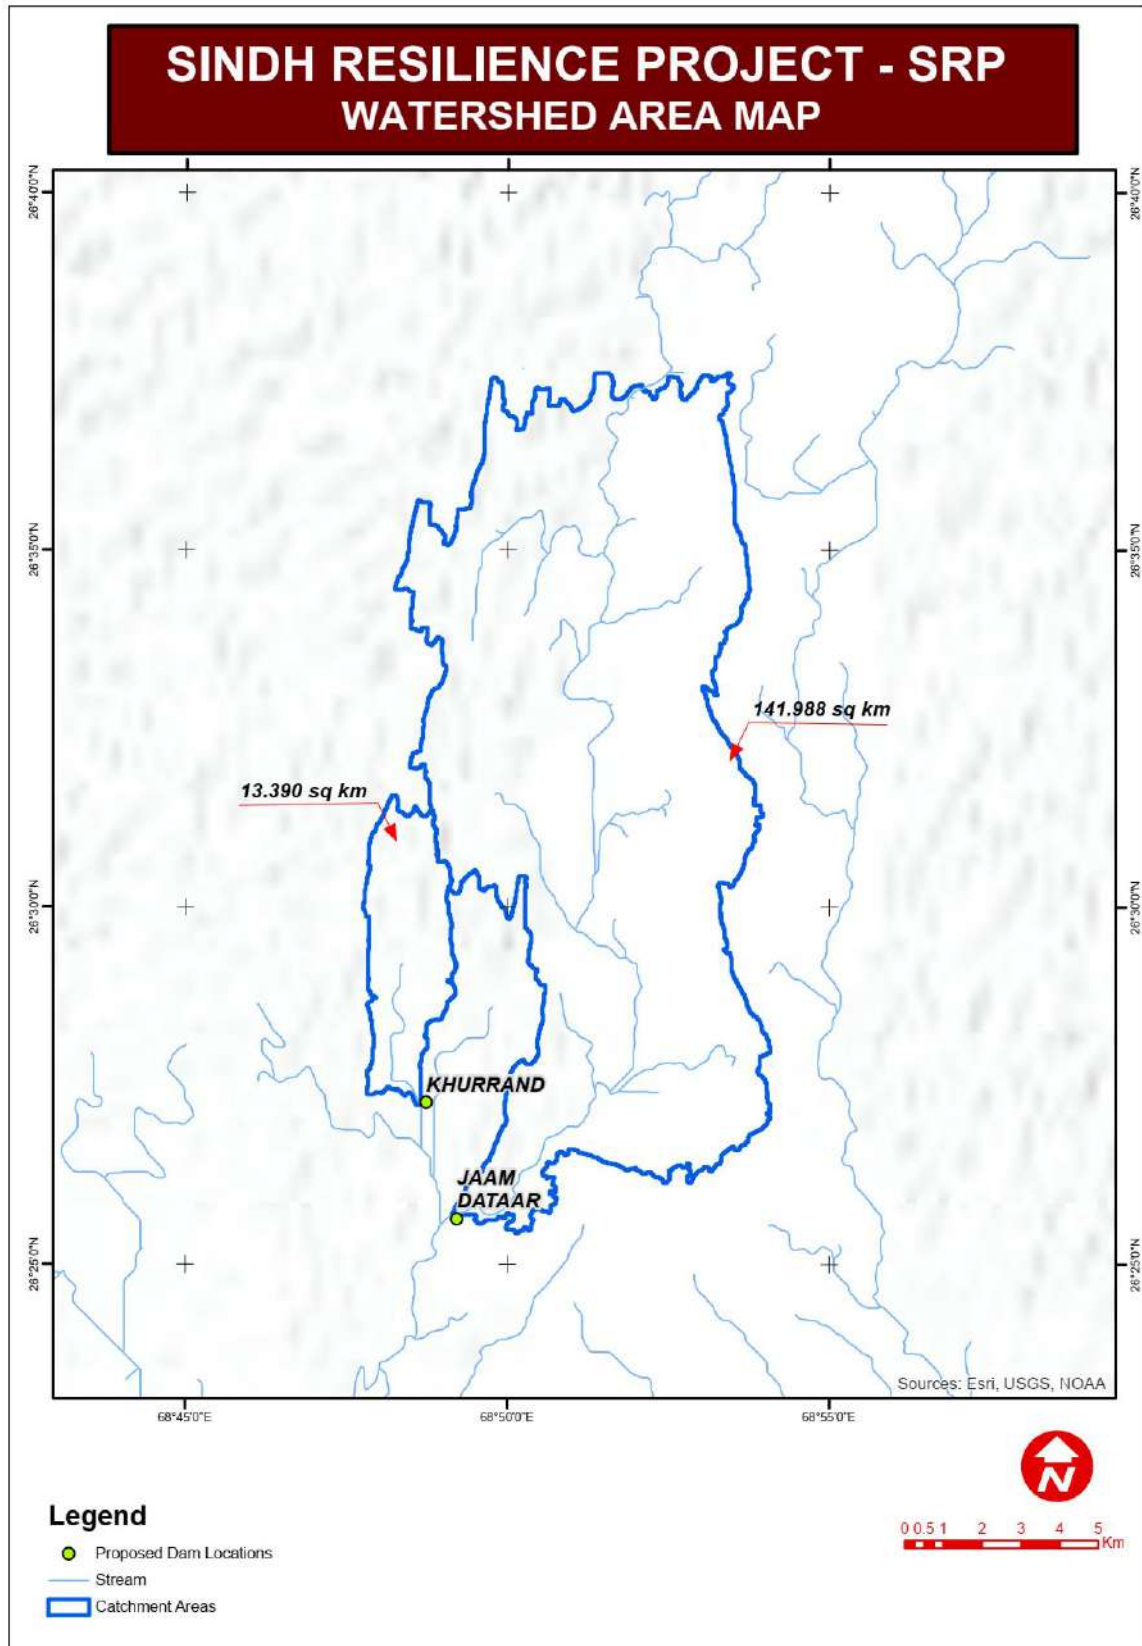 SINDH RESILIENCE PROJECT - SRP
WATERSHED AREA MAP
26°40'0"N
26°40'0"N
26°35'0"N
26°35'0"N
141.988 sq km
13.390 sq km
26°30'0"N
26°30'0"N
KHURRAND
JAAM
DATAAR
26°25'0"N
26°25'0"N
Sources: Esri, USGS, NOAA
68°45'0"E
68°50'0"E
68°55'0"E
N
Legend
Proposed Dam Locations
Stream
Catchment Areas
0 0.5 1 2 3 4 5
Km